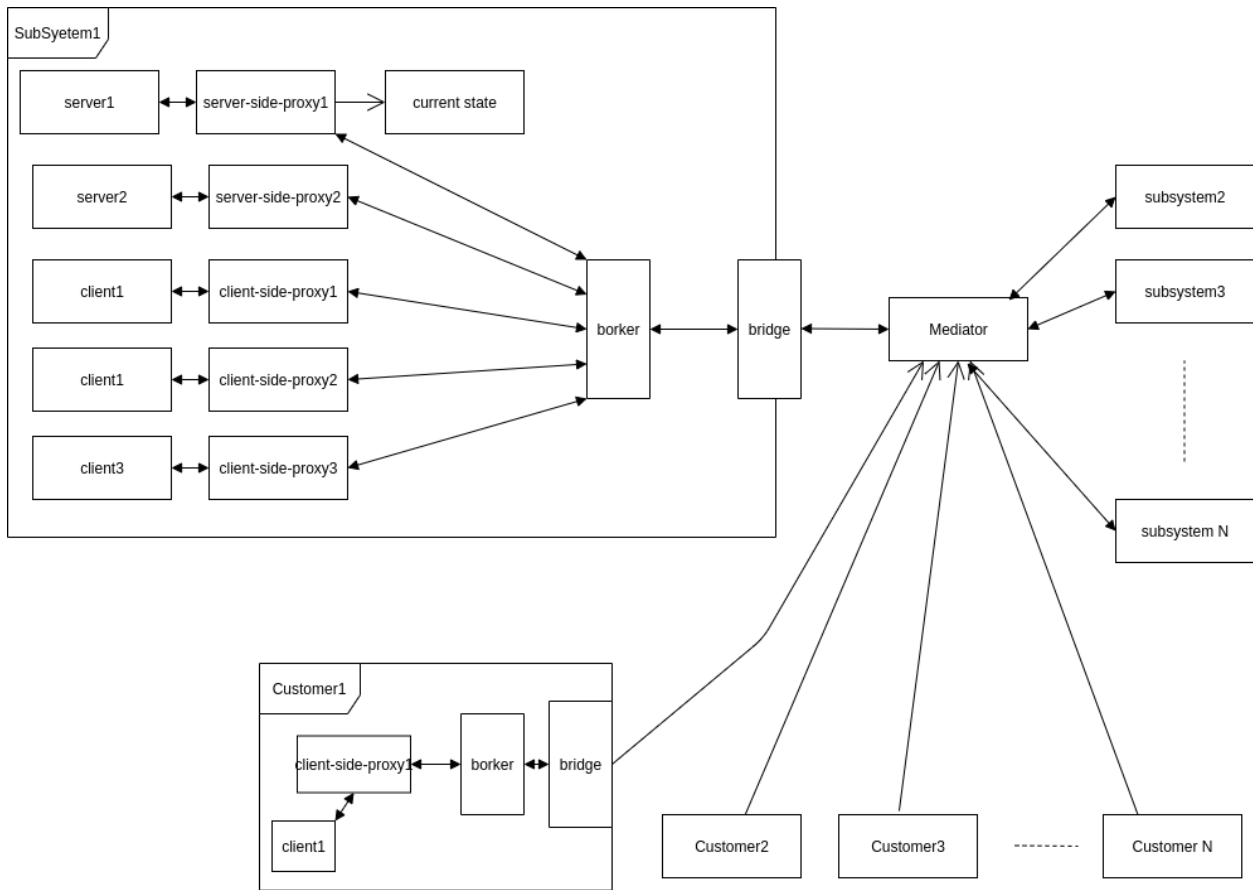 SubSyetem1
server1
server-side-proxy1
current state
server2
server-side-proxy2
client1
client-side-proxy1
client1
client-side-proxy2
client3
client-side-proxy3
borker
bridge
Mediator
subsystem2
subsystem3
subsystem N
Customer1
client-side-proxy1
borker
bridge
client1
Customer2
Customer3
Customer N